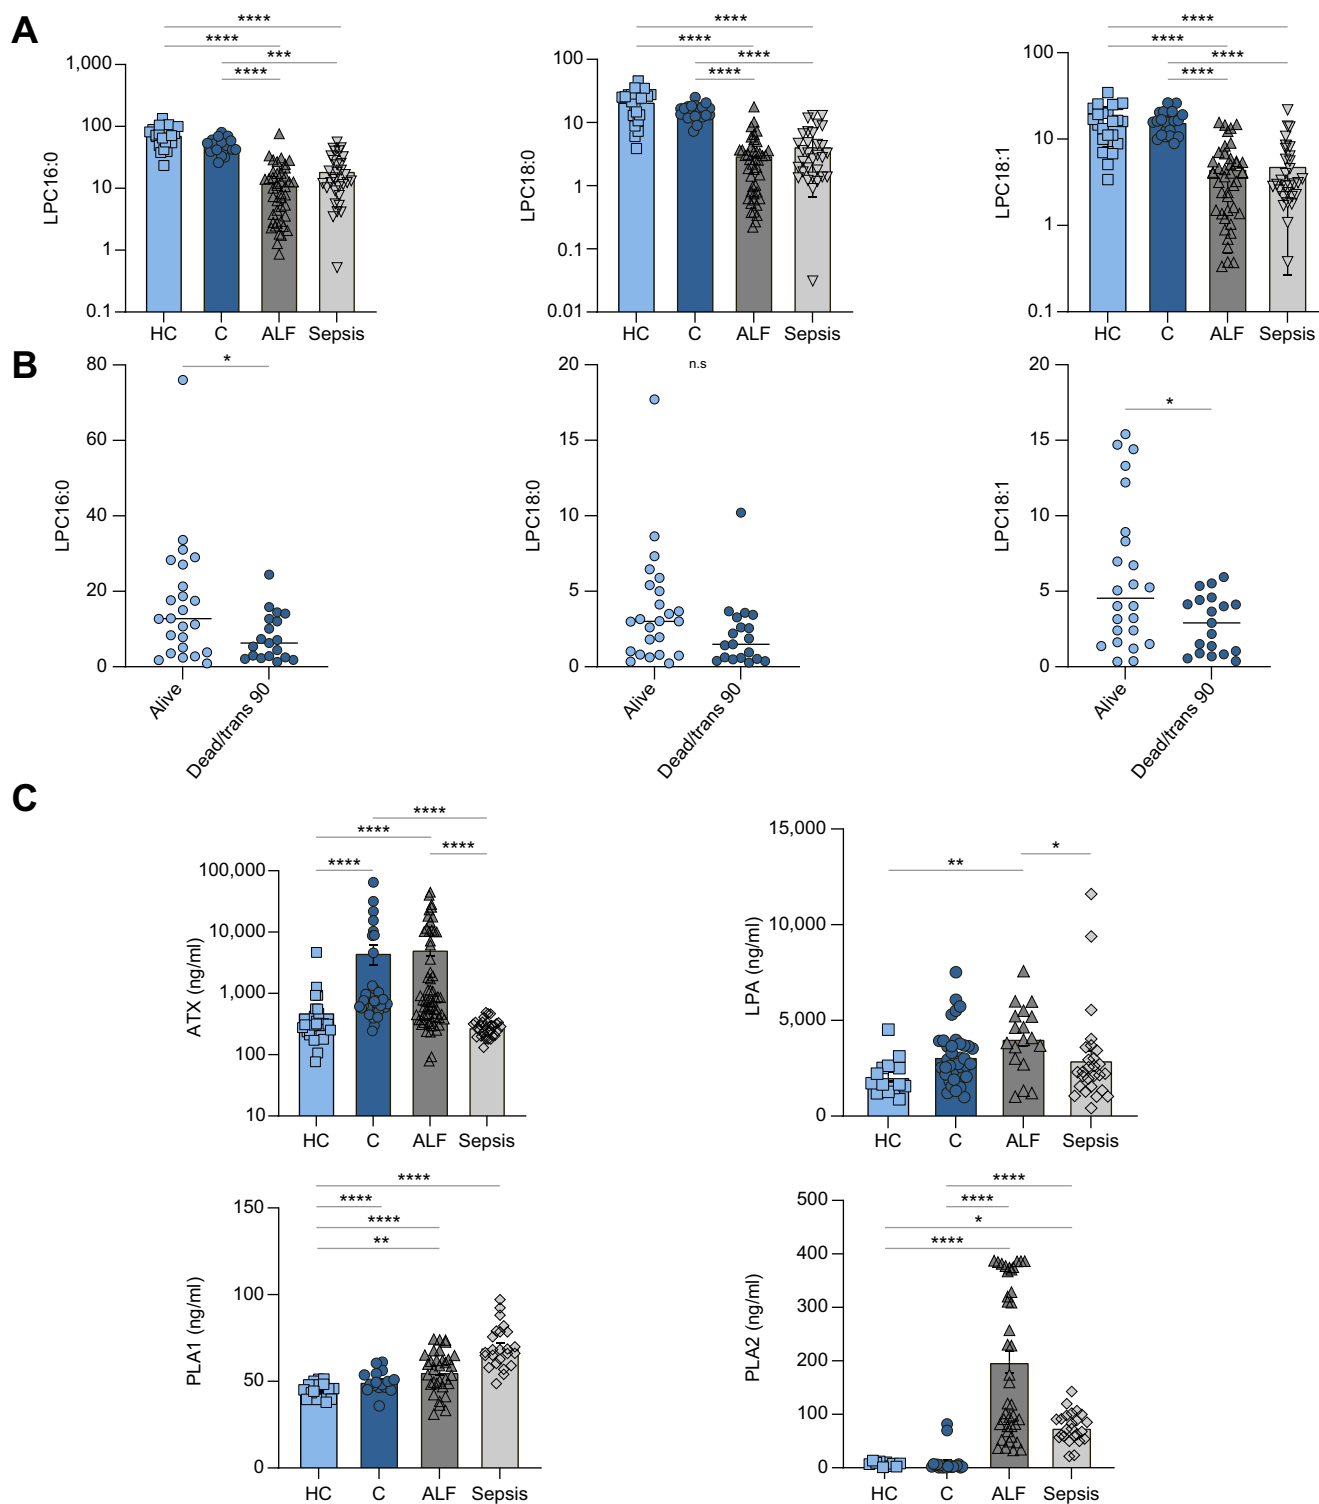 A
LPC16:0
1,000
100
10
1
0.1
****
****
***
****
HC C ALF Sepsis
LPC18:0
100
10
1
0.1
0.01
****
****
****
****
HC C ALF Sepsis
LPC18:1
100
10
1
0.1
****
****
****
****
HC C ALF Sepsis
B
LPC16:0
80
60
40
20
0
*
Alive
Dead/trans 90
LPC18:0
20
15
10
5
0
n.s
Alive
Dead/trans 90
LPC18:1
20
15
10
5
0
*
Alive
Dead/trans 90
C
ATX (ng/ml)
100,000
10,000
1,000
100
10
****
****
****
****
HC C ALF Sepsis
LPA (ng/ml)
15,000
10,000
5,000
0
**
*
HC C ALF Sepsis
PLA1 (ng/ml)
150
100
50
0
****
****
****
**
HC C ALF Sepsis
PLA2 (ng/ml)
500
400
300
200
100
0
****
****
*
****
HC C ALF Sepsis